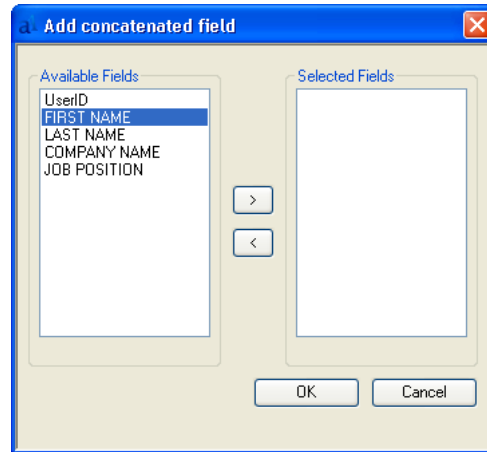 Add concatenated field
Available Fields
Selected Fields
UserID
FIRST NAME
LAST NAME
COMPANY NAME
JOB POSITION
>
<
OK
Cancel